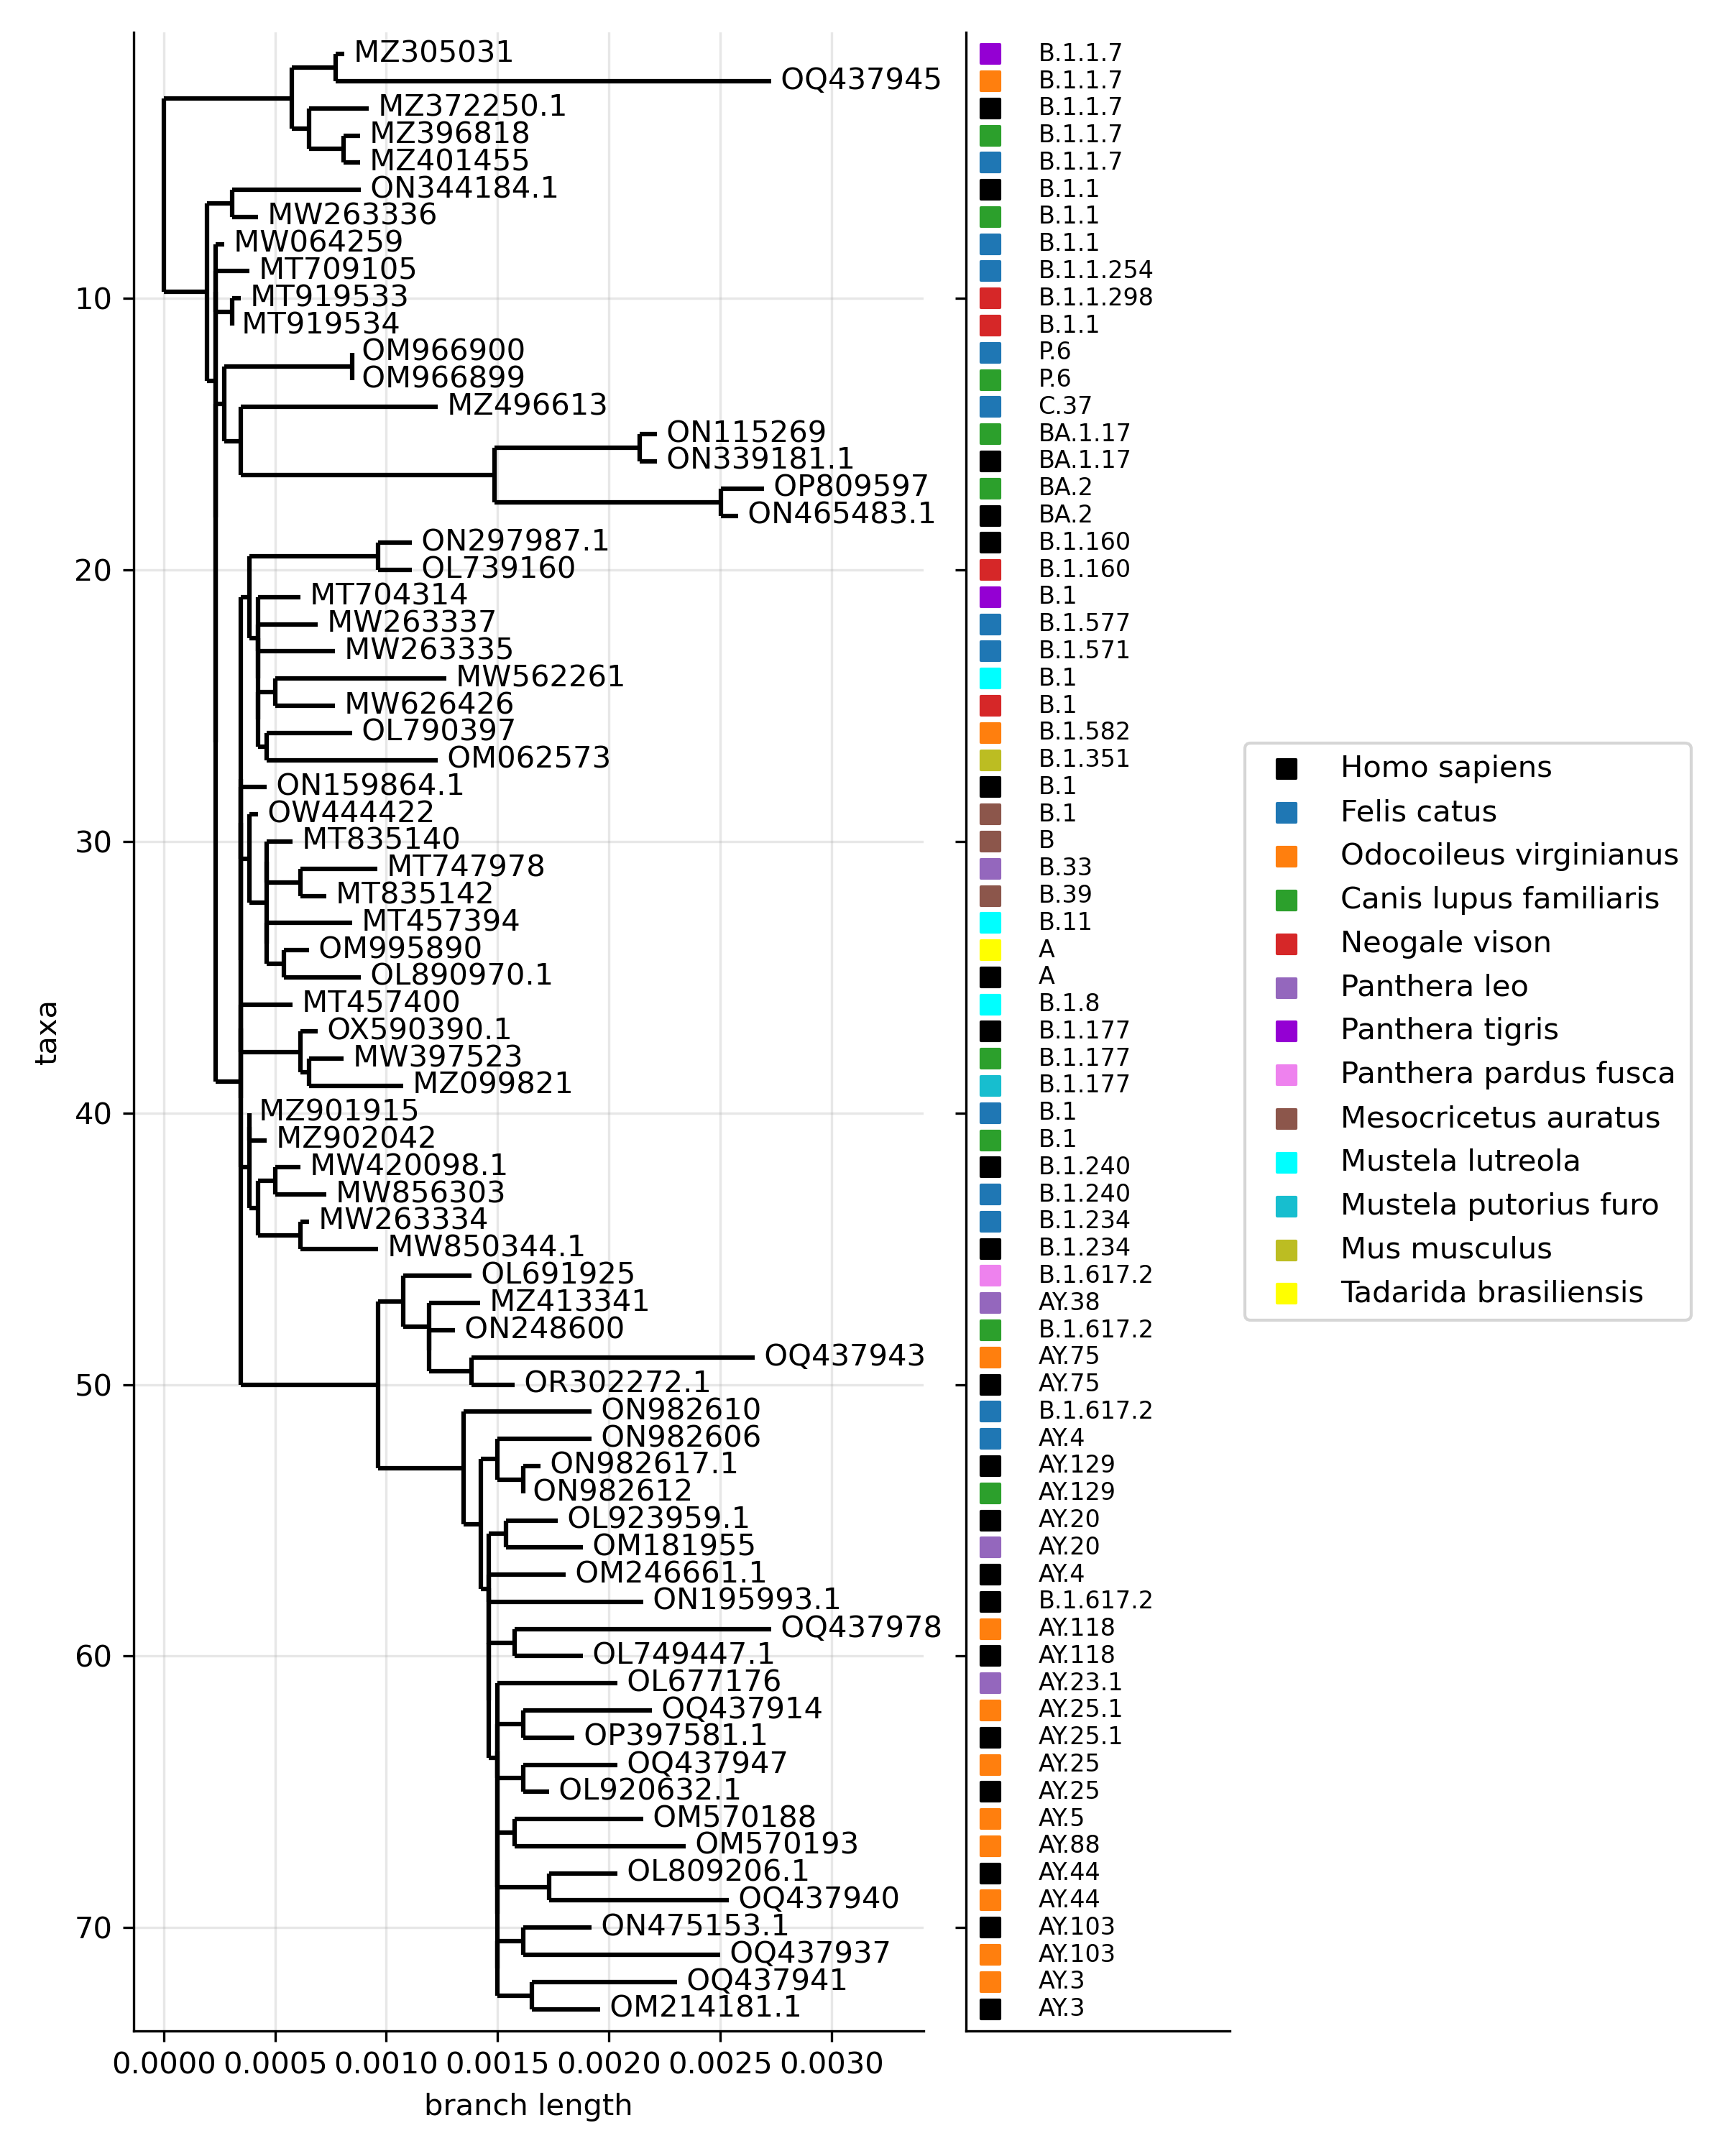 MZ305031 B.1.1.7
OQ437945 B.1.1.7
MZ372250.1 B.1.1.7
MZ396818 B.1.1.7
MZ401455 B.1.1.7
ON344184.1 B.1.1
MW263336 B.1.1
MW064259 B.1.1
MT709105 B.1.1.254
10 MT919533 B.1.1.298
MT919534 B.1.1
OM966900 P.6
OM966899 P.6
MZ496613 C.37
ON115269 BA.1.17
ON339181.1 BA.1.17
OP809597 BA.2
ON465483.1 BA.2
ON297987.1 B.1.160
20 OL739160 B.1.160
MT704314 B.1
MW263337 B.1.577
MW263335 B.1.571
MW562261 B.1
MW626426 B.1
OL790397 B.1.582
OM062573 B.1.351
ON159864.1 B.1
OW444422 B.1
30 MT835140 B
MT747978 B.33
MT835142 B.39
MT457394 B.11
OM995890 A
OL890970.1 A
MT457400 B.1.8
OX590390.1 B.1.177
MW397523 B.1.177
MZ099821 B.1.177
40 MZ901915 B.1
MZ902042 B.1
MW420098.1 B.1.240
MW856303 B.1.240
MW263334 B.1.234
MW850344.1 B.1.234
OL691925 B.1.617.2
MZ413341 AY.38
ON248600 B.1.617.2
OQ437943 AY.75
50 OR302272.1 AY.75
ON982610 B.1.617.2
ON982606 AY.4
ON982617.1 AY.129
ON982612 AY.129
OL923959.1 AY.20
OM181955 AY.20
OM246661.1 AY.4
ON195993.1 B.1.617.2
OQ437978 AY.118
60 OL749447.1 AY.118
OL677176 AY.23.1
OQ437914 AY.25.1
OP397581.1 AY.25.1
OQ437947 AY.25
OL920632.1 AY.25
OM570188 AY.5
OM570193 AY.88
OL809206.1 AY.44
OQ437940 AY.44
70 ON475153.1 AY.103
OQ437937 AY.103
OQ437941 AY.3
OM214181.1 AY.3
taxa
0.0000 0.0005 0.0010 0.0015 0.0020 0.0025 0.0030
branch length
Homo sapiens
Felis catus
Odocoileus virginianus
Canis lupus familiaris
Neogale vison
Panthera leo
Panthera tigris
Panthera pardus fusca
Mesocricetus auratus
Mustela lutreola
Mustela putorius furo
Mus musculus
Tadarida brasiliensis